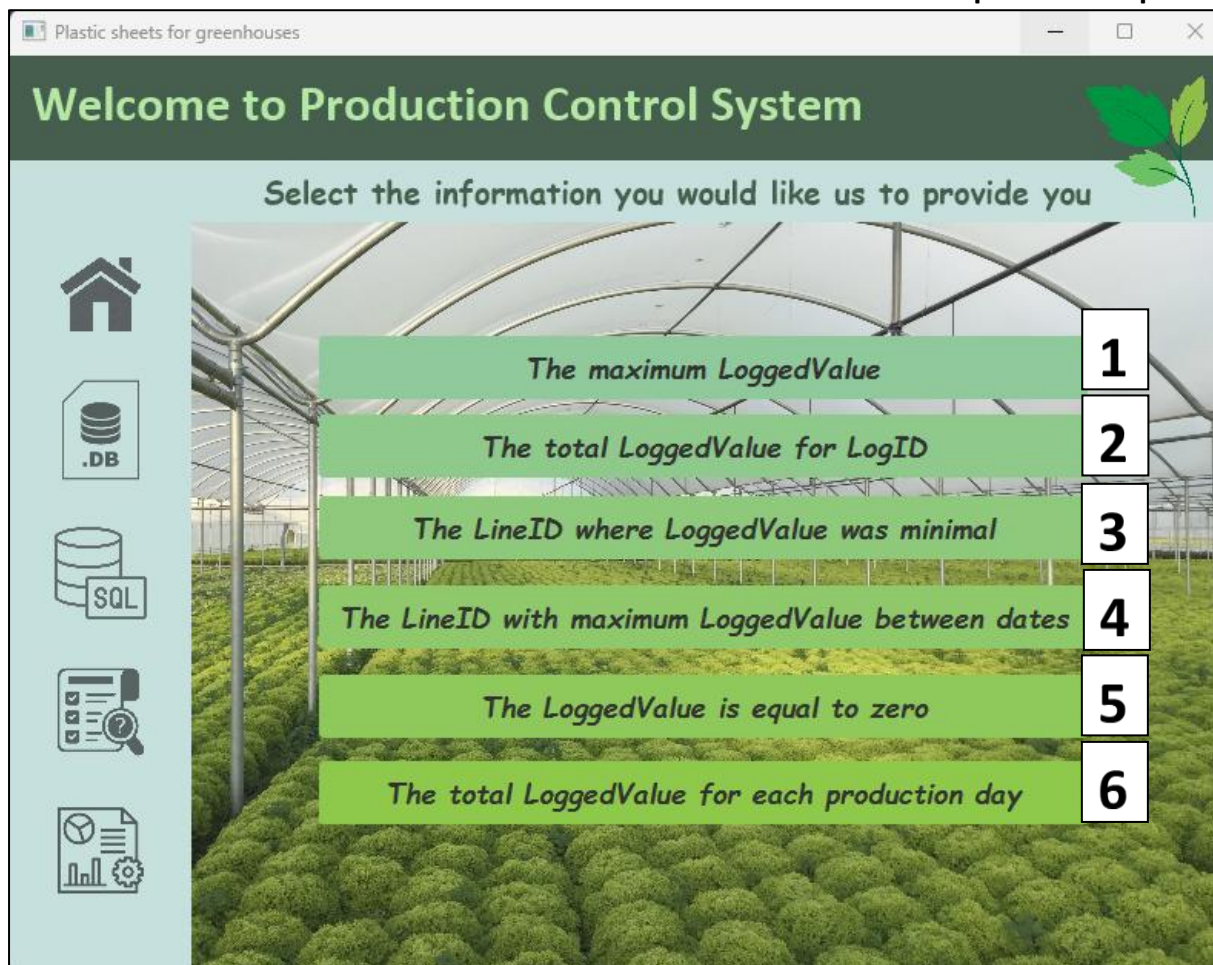 Plastic sheets for greenhouses
Welcome to Production Control System
Select the information you would like us to provide you
The maximum LoggedValue 1
.DB
The total LoggedValue for LogID 2
The LineID where LoggedValue was minimal 3
SQL
The LineID with maximum LoggedValue between dates 4
The LoggedValue is equal to zero 5
?
The total LoggedValue for each production day 6